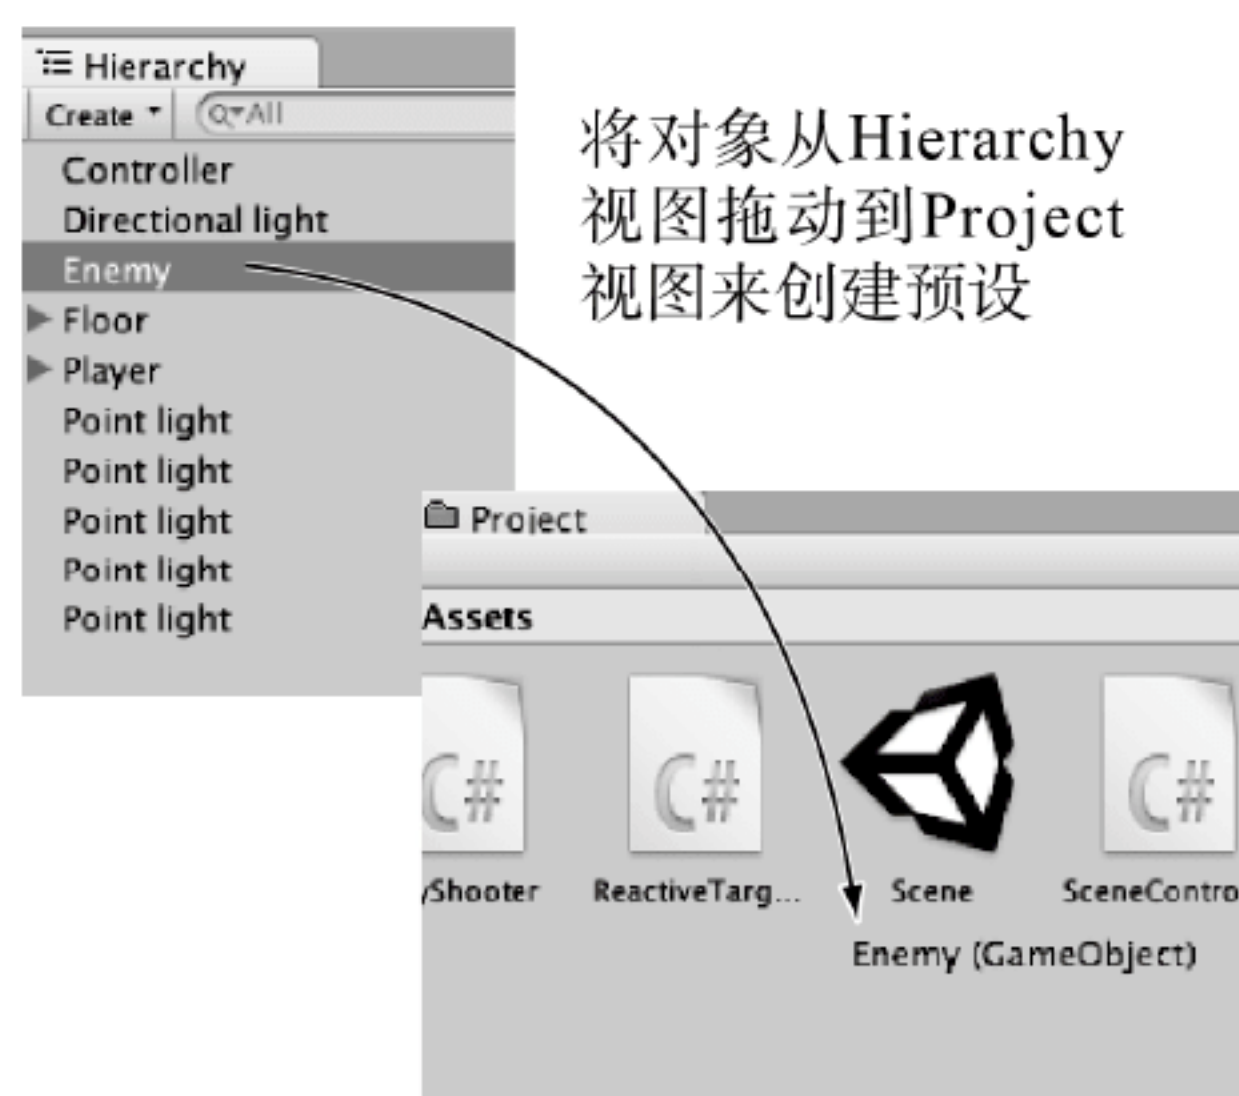 Hierarchy
Create
All
Controller
Directional light
Enemy
Floor
Player
Point light
Point light
Point light
Point light
Point light
将对象从Hierarchy
视图拖动到Project
视图来创建预设
Project
Assets
C#
C#
C#
yShooter
ReactiveTarg...
Scene
SceneContro
Enemy (GameObject)